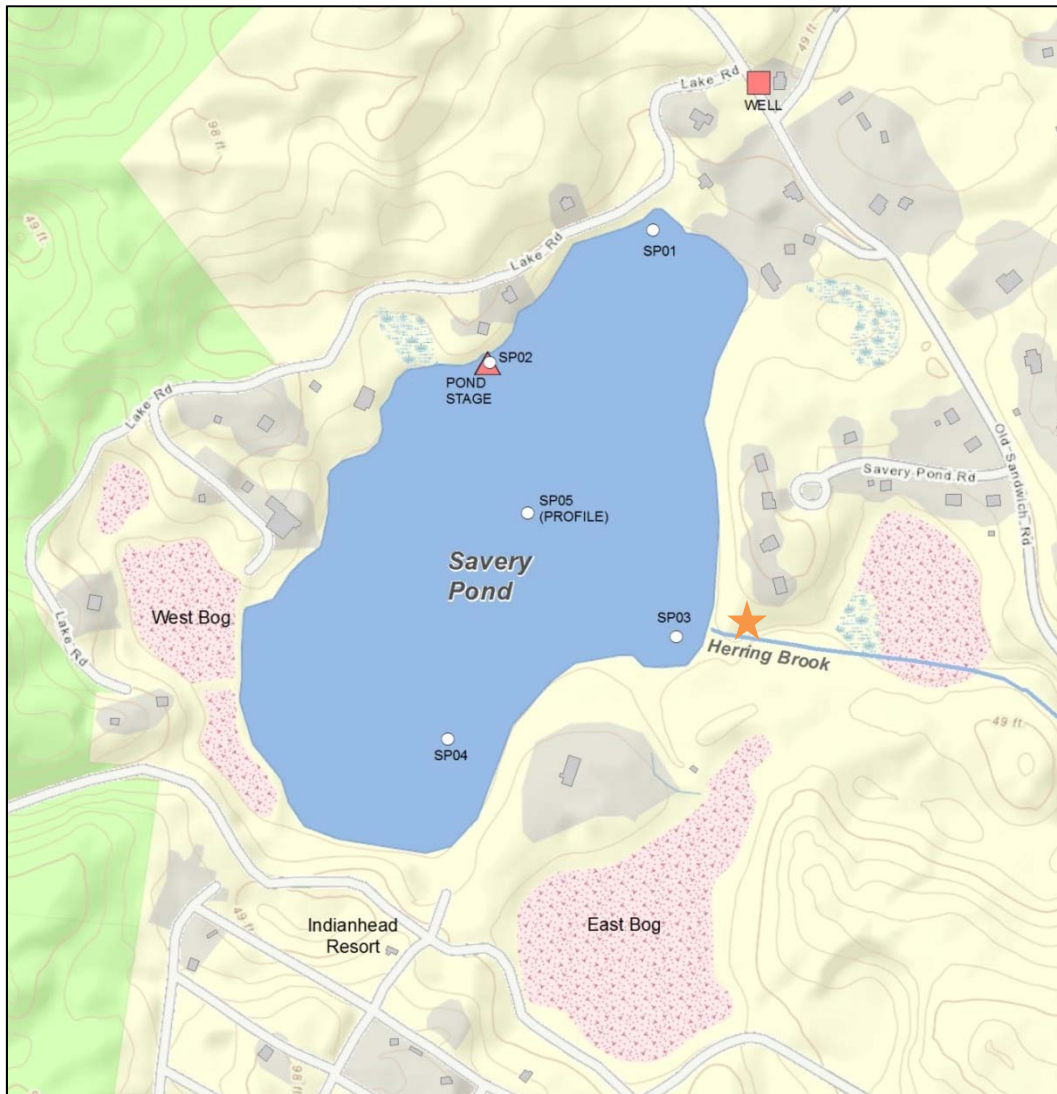 49 ft.
Lake Rd
WELL
98 ft.
49 ft.
SP01
Lake Rd
SP02
POND
STAGE
Lake Rd
Old Sandwich Rd
Savery Pond Rd
SP05
(PROFILE)
Savery
Pond
West Bog
SP03
Herring Brook
Lake Rd
49 ft.
SP04
49 ft.
Indianhead
Resort
East Bog
98 ft.